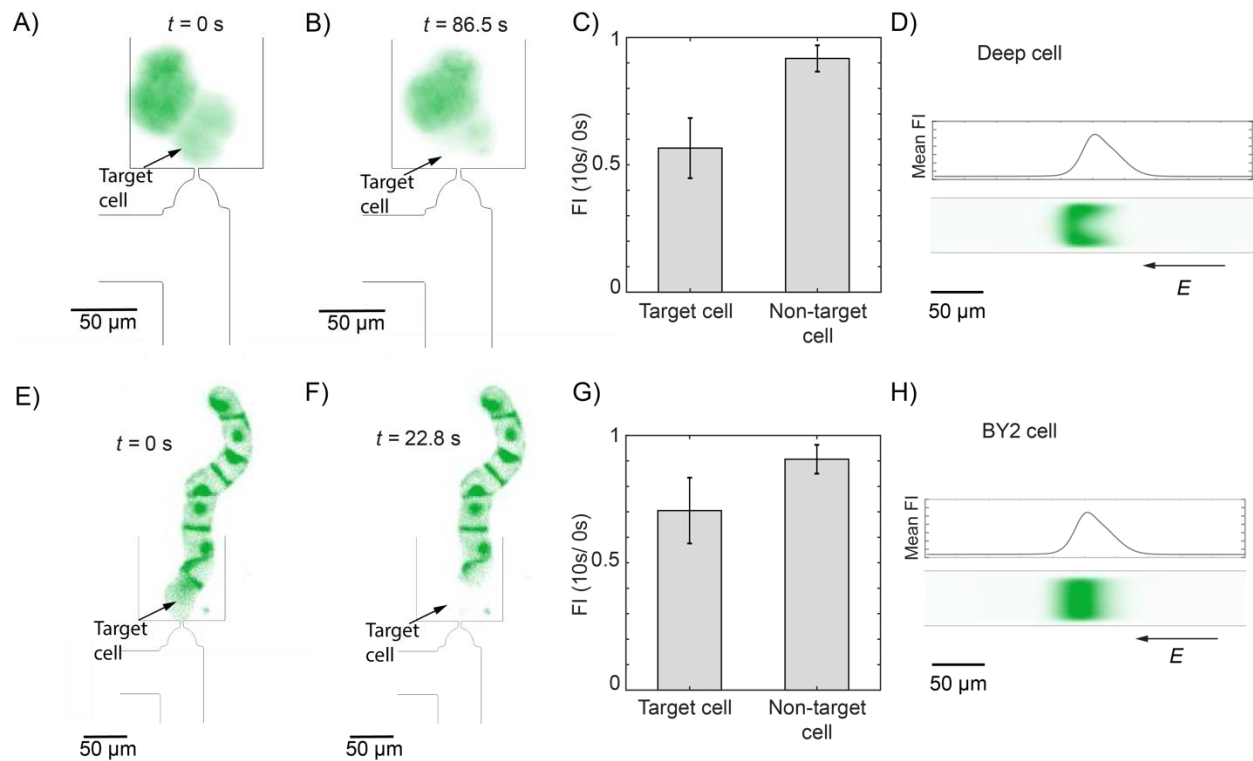 A)
t = 0 s
Target
cell
50 µm
B)
t = 86.5 s
Target
cell
50 µm
C)
FI (10s/ 0s)
1
0.5
0
Target cell
Non-target
cell
D)
Deep cell
Mean FI
E
50 µm
E)
t = 0 s
Target
cell
50 µm
F)
t = 22.8 s
Target
cell
50 µm
G)
FI (10s/ 0s)
1
0.5
0
Target cell
Non-target
cell
H)
BY2 cell
Mean FI
E
50 µm